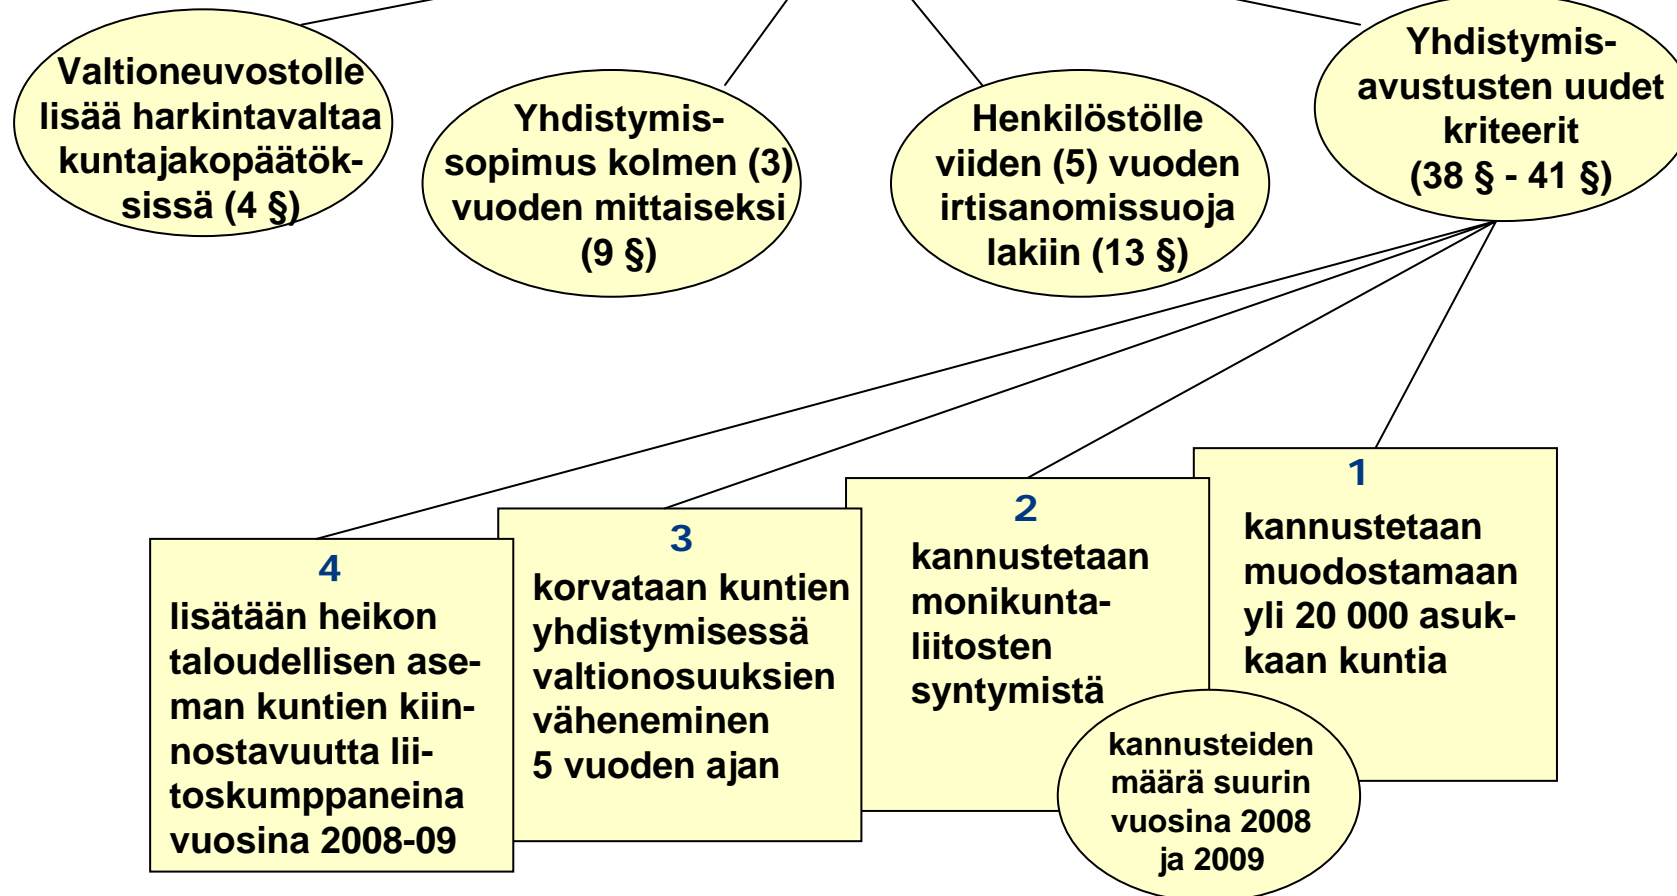 Valtioneuvostolle
lisää harkintavaltaa
kuntajakopäätök-
sissä (4 §)
Yhdistymis-
sopimus kolmen (3)
vuoden mittaiseksi
(9 §)
Henkilöstölle
viiden (5) vuoden
irtisanomissuoja
lakiin (13 §)
Yhdistymis-
avustusten uudet
kriteerit
(38 § - 41 §)
4
lisätään heikon
taloudellisen ase-
man kuntien kiin-
nostavuutta lii-
toskumppaneina
vuosina 2008-09
3
korvataan kuntien
yhdistymisessä
valtionosuuksien
väheneminen
5 vuoden ajan
2
kannustetaan
monikunta-
liitosten
syntymistä
1
kannustetaan
muodostamaan
yli 20 000 asuk-
kaan kuntia
kannusteiden
määrä suurin
vuosina 2008
ja 2009